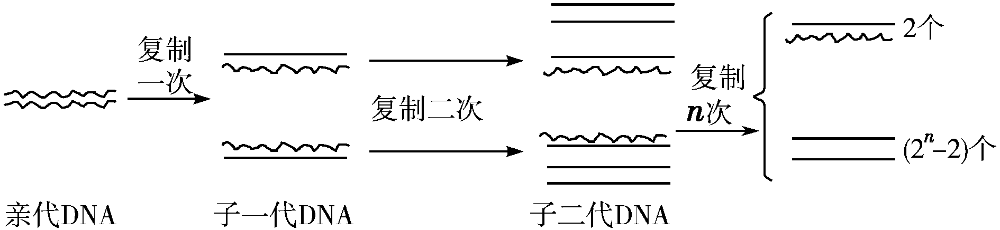 复制
一次
复制二次
复制
n次
2个
(2ⁿ-2)个
亲代DNA
子一代DNA
子二代DNA